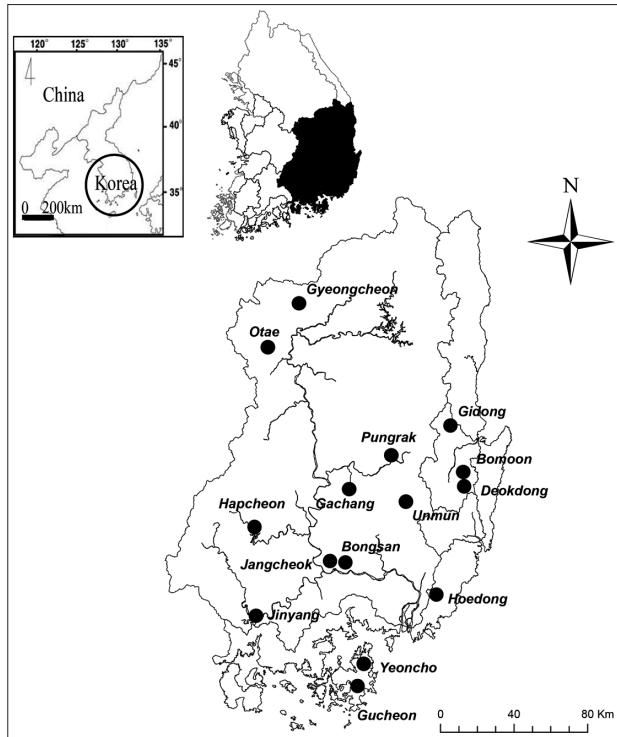 120° 125° 130° 135°
45°
China
40°
Korea
35°
0 200km
N
Gyeongcheon
Otae
Gidong
Pungrak
Bomoon
Deokdong
Gachang
Unmun
Hapcheon
Bongsan
Jangcheok
Hoedong
Jinyang
Yeoncho
Gucheon
0 20 40 80 Km